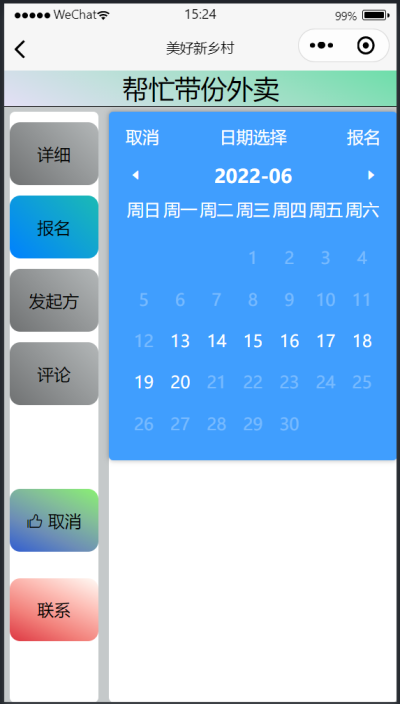 WeChat 15:24 99%
美好新乡村
帮忙带份外卖
详细
报名
发起方
评论
取消
联系
取消 日期选择 报名
2022-06
周日 周一 周二 周三 周四 周五 周六
1 2 3 4
5 6 7 8 9 10 11
12 13 14 15 16 17 18
19 20 21 22 23 24 25
26 27 28 29 30